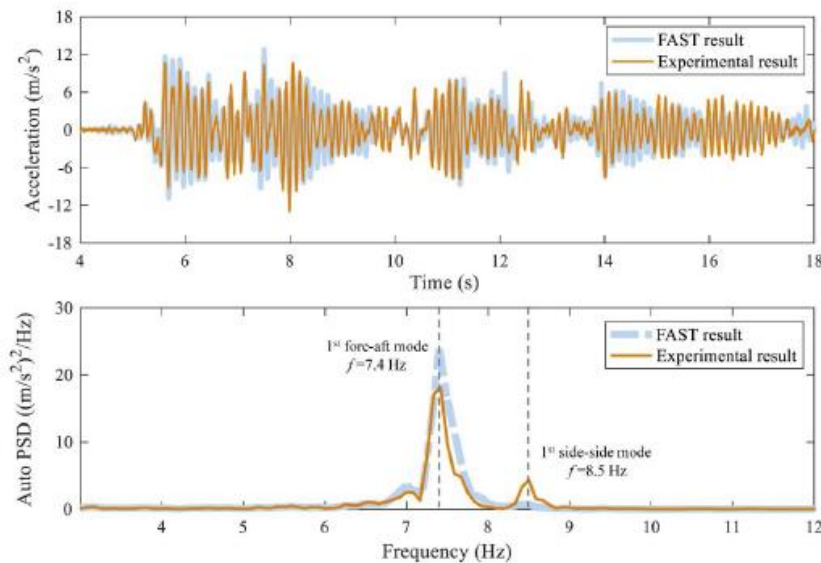 18
12
6
0
-6
-12
-18
Acceleration (m/s²)
FAST result
Experimental result
4 6 8 10 12 14 16 18
Time (s)
30
20
10
0
Auto PSD ((m/s²)²/Hz)
1st fore-aft mode
f=7.4 Hz
FAST result
Experimental result
1st side-side mode
f=8.5 Hz
4 5 6 7 8 9 10 11 12
Frequency (Hz)